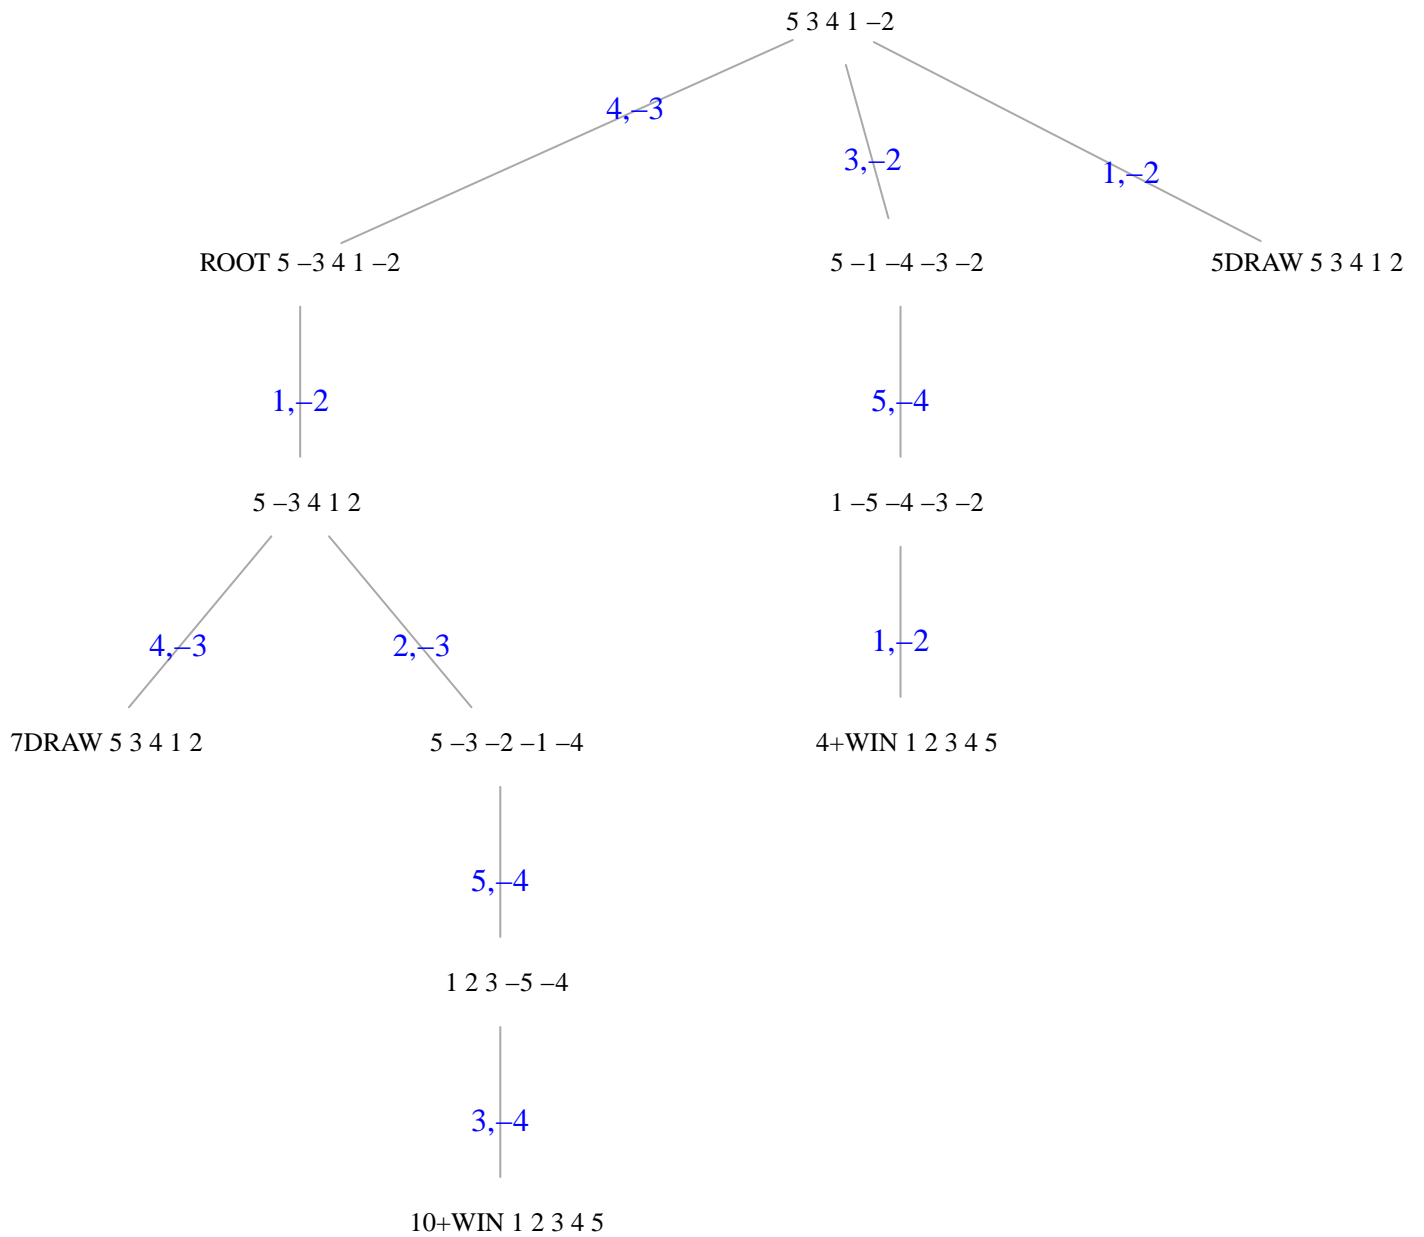 5 3 4 1 –2
4,–3
3,–2
1,–2
ROOT 5 –3 4 1 –2
5 –1 –4 –3 –2
5DRAW 5 3 4 1 2
1,–2
5,–4
5 –3 4 1 2
1 –5 –4 –3 –2
4,–3
2,–3
1,–2
7DRAW 5 3 4 1 2
5 –3 –2 –1 –4
4+WIN 1 2 3 4 5
5,–4
1 2 3 –5 –4
3,–4
10+WIN 1 2 3 4 5